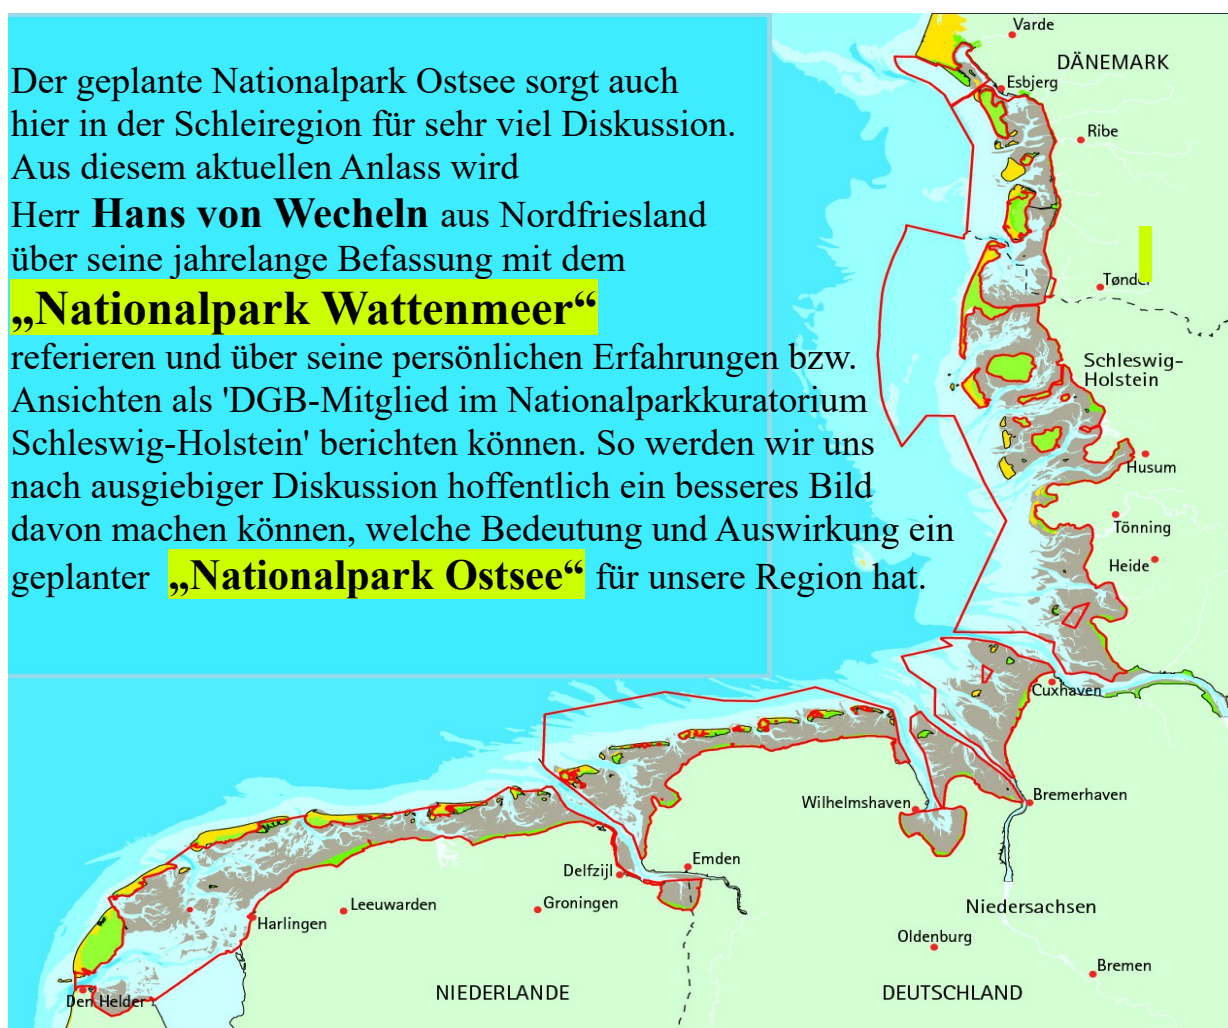 Der geplante Nationalpark Ostsee sorgt auch
hier in der Schleiregion für sehr viel Diskussion.
Aus diesem aktuellen Anlass wird
Herr Hans von Wecheln aus Nordfriesland
über seine jahrelange Befassung mit dem
„Nationalpark Wattenmeer“
referieren und über seine persönlichen Erfahrungen bzw.
Ansichten als 'DGB-Mitglied im Nationalparkkuratorium
Schleswig-Holstein' berichten können. So werden wir uns
nach ausgiebiger Diskussion hoffentlich ein besseres Bild
davon machen können, welche Bedeutung und Auswirkung ein
geplanter „Nationalpark Ostsee“ für unsere Region hat.
Varde
DÄNEMARK
Esbjerg
Ribe
Tønder
Schleswig-
Holstein
Husum
Tönning
Heide
Cuxhaven
Wilhelmshaven
Bremerhaven
Delfzijl
Emden
Leeuwarden
Groningen
Harlingen
Niedersachsen
Oldenburg
Bremen
Den Helder
NIEDERLANDE
DEUTSCHLAND